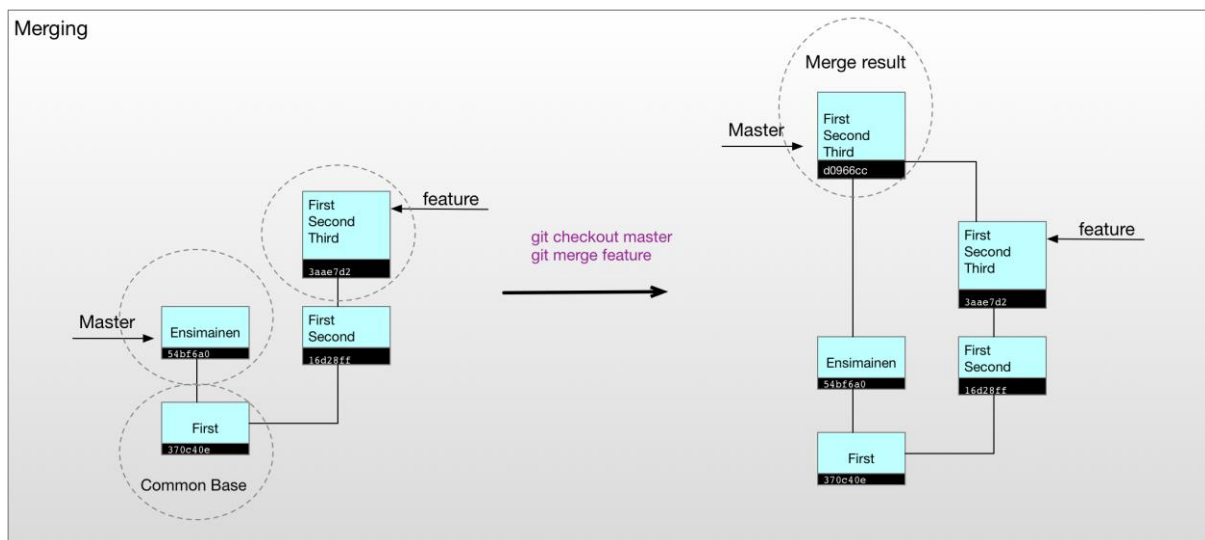 Merging
Master
Ensimainen
54bf6a0
First
370c40e
Common Base
First
Second
Third
3aae7d2
feature
First
Second
16d28ff
git checkout master
git merge feature
Merge result
Master
First
Second
Third
d0966cc
feature
First
Second
Third
3aae7d2
Ensimainen
54bf6a0
First
Second
16d28ff
First
370c40e